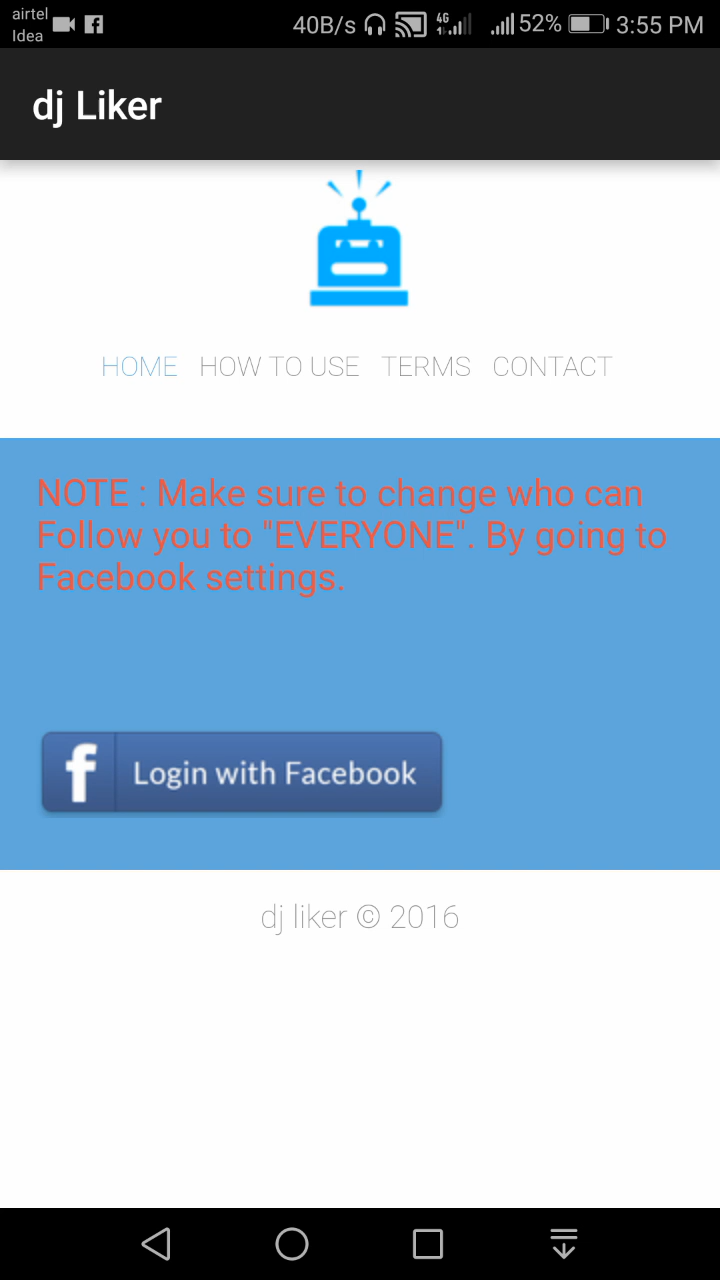 airtel
Idea
40B/s 4G 52% 3:55 PM
dj Liker
HOME HOW TO USE TERMS CONTACT
NOTE : Make sure to change who can
Follow you to "EVERYONE". By going to
Facebook settings.
f Login with Facebook
dj liker © 2016